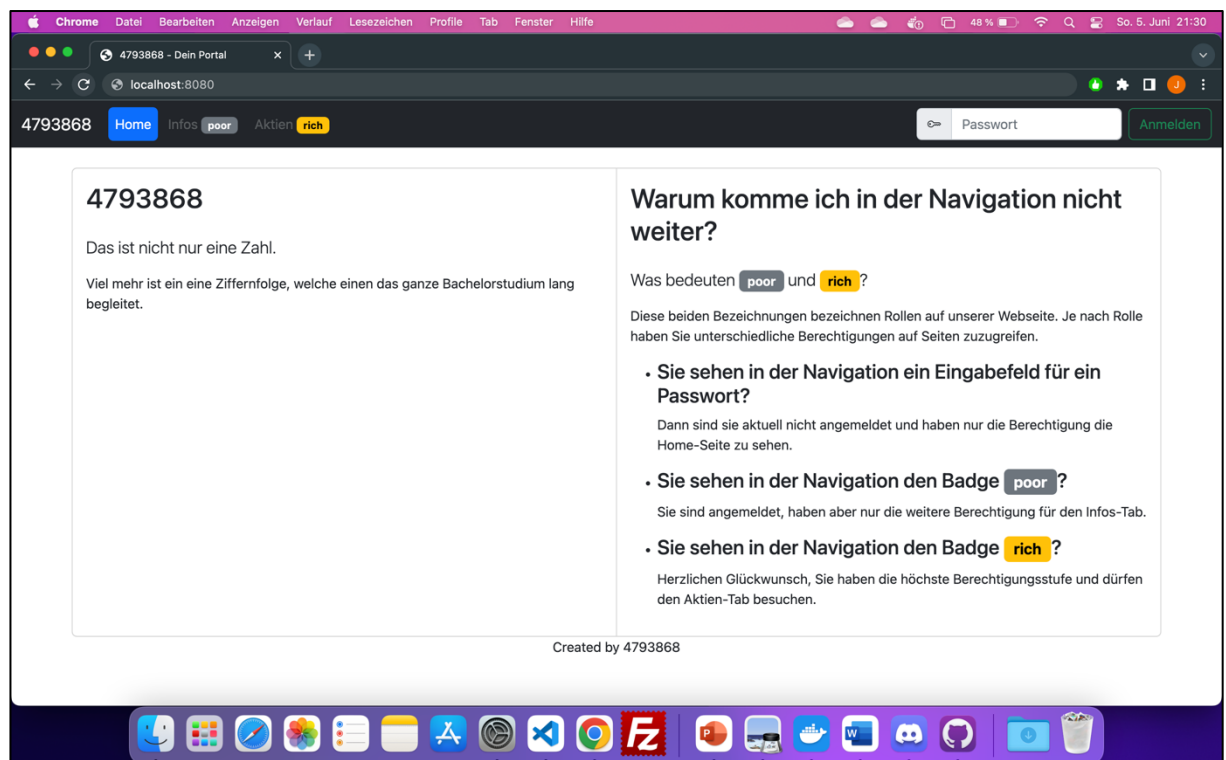 Chrome Datei Bearbeiten Anzeigen Verlauf Lesezeichen Profile Tab Fenster Hilfe 48 % So. 5. Juni 21:30
4793868 - Dein Portal
localhost:8080
4793868 Home Infos poor Aktien rich Passwort Anmelden
4793868
Das ist nicht nur eine Zahl.
Viel mehr ist ein eine Ziffernfolge, welche einen das ganze Bachelorstudium lang
begleitet.
Warum komme ich in der Navigation nicht
weiter?
Was bedeuten poor und rich ?
Diese beiden Bezeichnungen bezeichnen Rollen auf unserer Webseite. Je nach Rolle
haben Sie unterschiedliche Berechtigungen auf Seiten zuzugreifen.
• Sie sehen in der Navigation ein Eingabefeld für ein
Passwort?
Dann sind sie aktuell nicht angemeldet und haben nur die Berechtigung die
Home-Seite zu sehen.
• Sie sehen in der Navigation den Badge poor ?
Sie sind angemeldet, haben aber nur die weitere Berechtigung für den Infos-Tab.
• Sie sehen in der Navigation den Badge rich ?
Herzlichen Glückwunsch, Sie haben die höchste Berechtigungsstufe und dürfen
den Aktien-Tab besuchen.
Created by 4793868